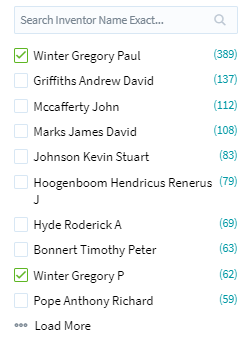 Search Inventor Name Exact...
Winter Gregory Paul (389)
Griffiths Andrew David (137)
Mccafferty John (112)
Marks James David (108)
Johnson Kevin Stuart (83)
Hoogenboom Hendricus Renerus (79)
J
Hyde Roderick A (69)
Bonnert Timothy Peter (63)
Winter Gregory P (62)
Pope Anthony Richard (59)
Load More